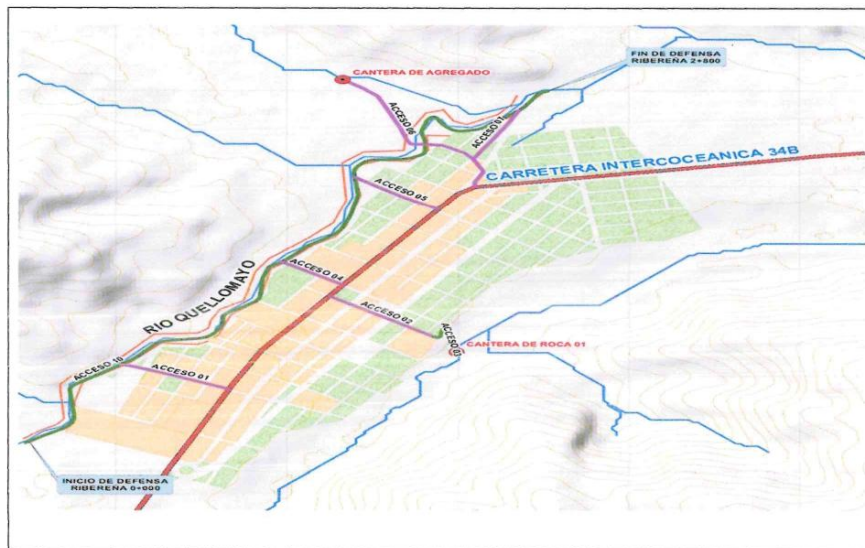 FIN DE DEFENSA
RIBEREÑA 2+800
CANTERA DE AGREGADO
ACCESO 06
ACCESO 07
CARRETERA INTERCOCEANICA 34B
ACCESO 05
RIO QUELLOMAYO
ACCESO 04
ACCESO 02
ACCESO 03
CANTERA DE ROCA 01
ACCESO 10
ACCESO 01
INICIO DE DEFENSA
RIBEREÑA 0+000